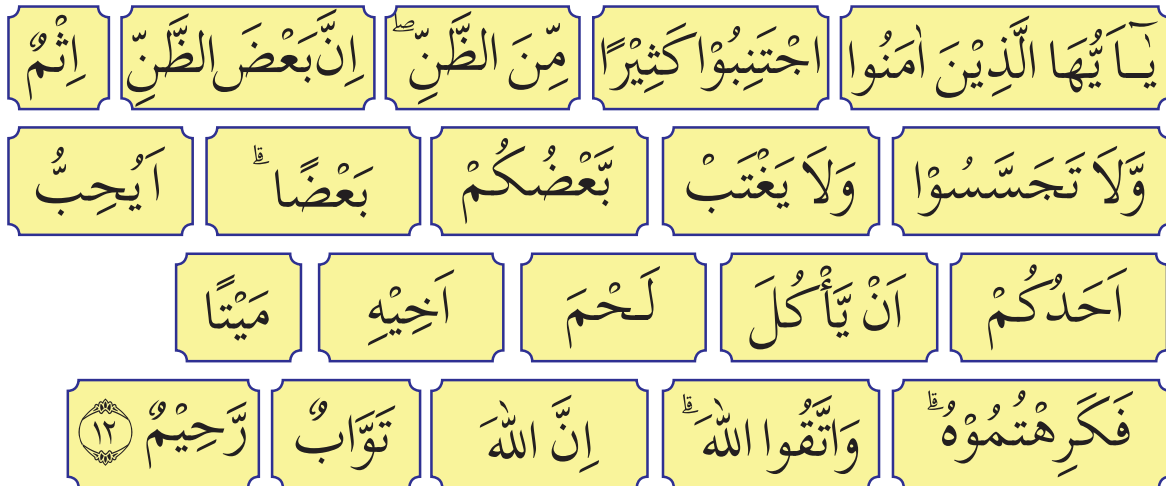 يٰٓاَيُّهَا الَّذِيْنَ اٰمَنُوا اجْتَنِبُوْا كَثِيْرًا مِّنَ الظَّنِّ ۖ اِنَّ بَعْضَ الظَّنِّ اِثْمٌ
وَّلَا تَجَسَّسُوْا وَلَا يَغْتَبْ بَّعْضُكُمْ بَعْضًا ۗ اَيُحِبُّ
اَحَدُكُمْ اَنْ يَّأْكُلَ لَحْمَ اَخِيْهِ مَيْتًا
فَكَرِهْتُمُوْهُ ۗ وَاتَّقُوا اللّٰهَ ۗ اِنَّ اللّٰهَ تَوَّابٌ رَّحِيْمٌ ١٢